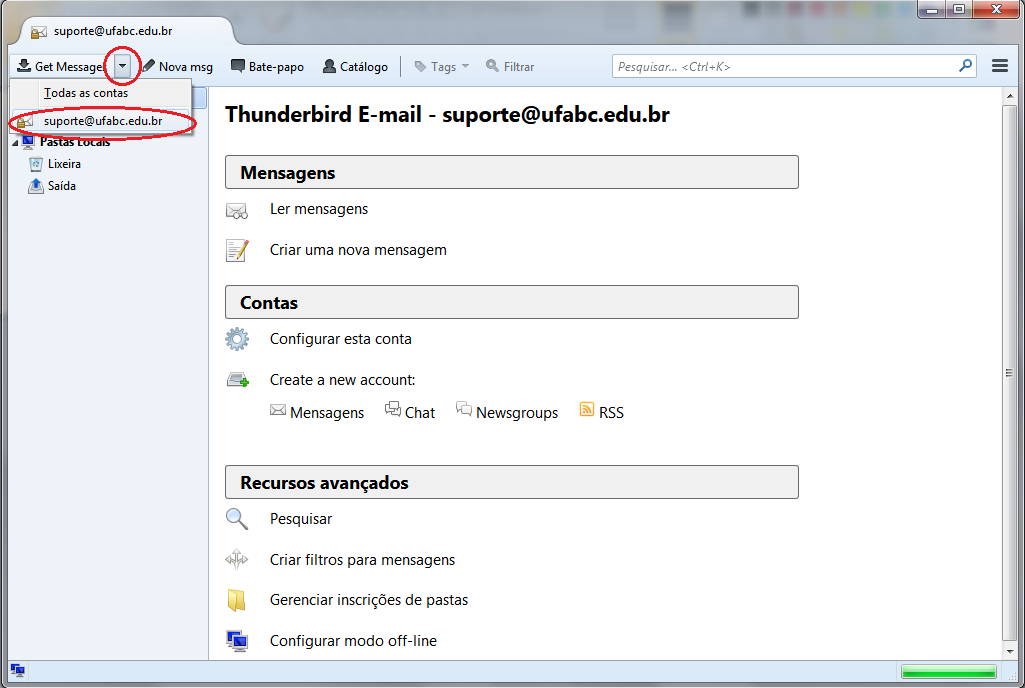 suporte@ufabc.edu.br
Get Messages Nova msg Bate-papo Catálogo Tags Filtrar Pesquisar... <Ctrl+K>
Todas as contas
suporte@ufabc.edu.br
Pastas Locais
Lixeira
Saída
Thunderbird E-mail - suporte@ufabc.edu.br
Mensagens
Ler mensagens
Criar uma nova mensagem
Contas
Configurar esta conta
Create a new account:
Mensagens Chat Newsgroups RSS
Recursos avançados
Pesquisar
Criar filtros para mensagens
Gerenciar inscrições de pastas
Configurar modo off-line